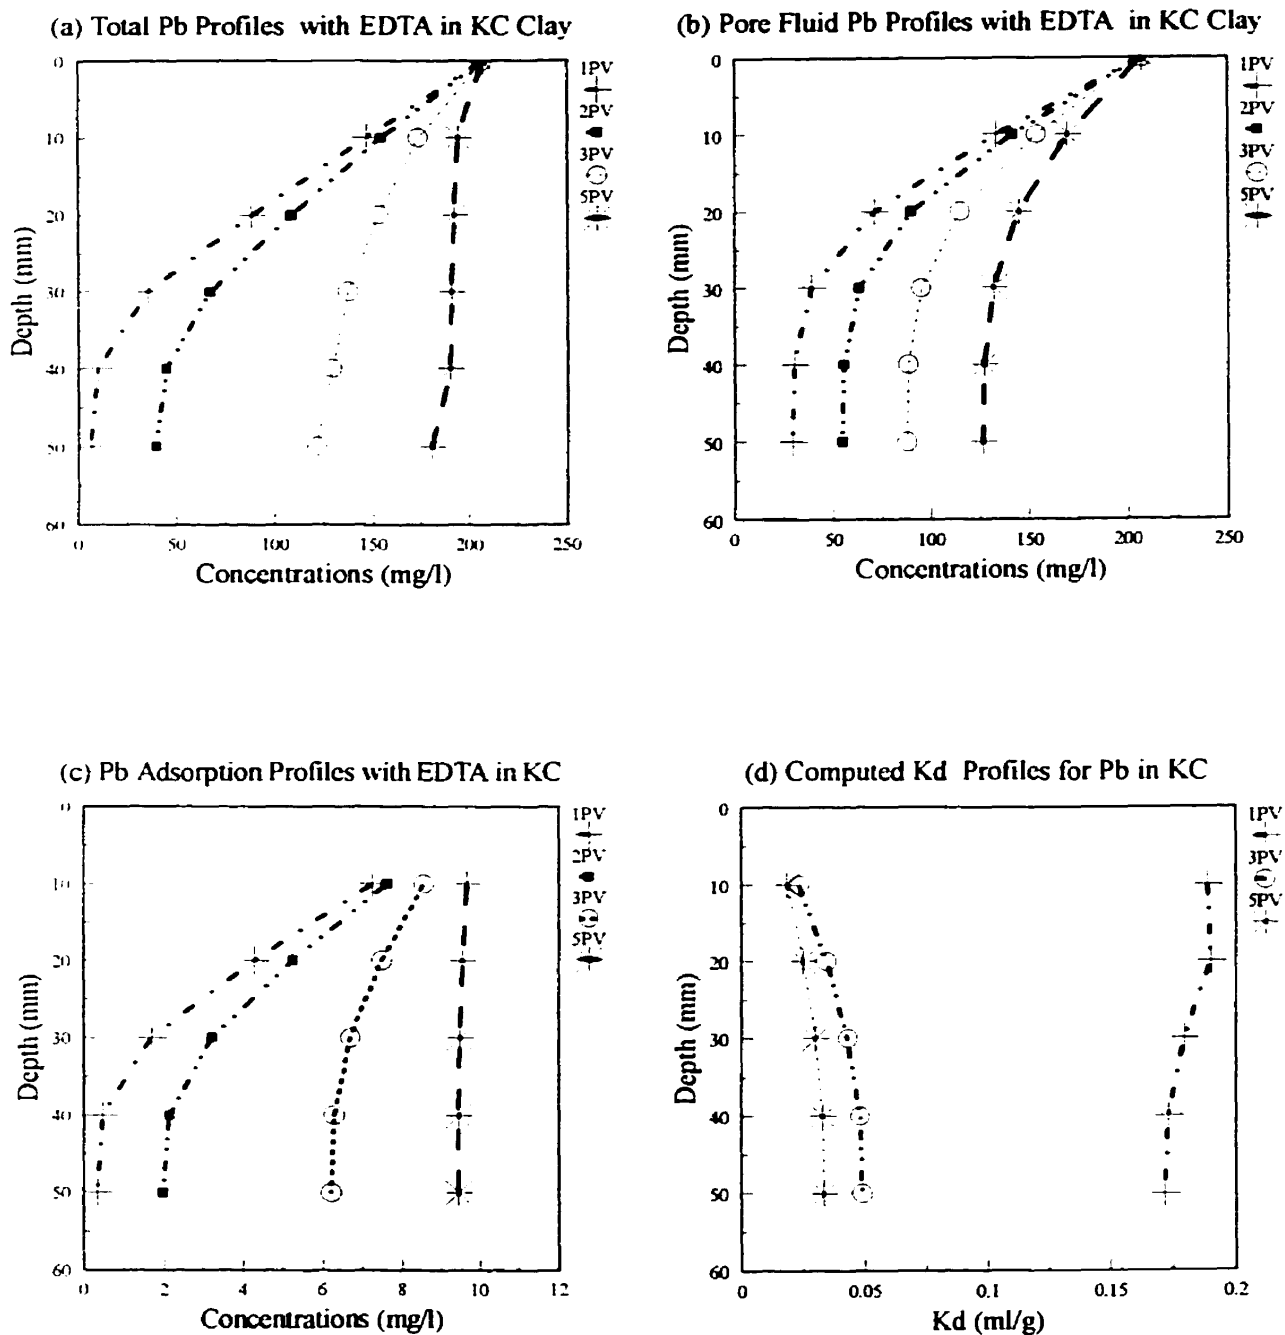 (a) Total Pb Profiles with EDTA in KC Clay
0
10
20
30
40
50
60
Depth (mm)
0 50 100 150 200 250
Concentrations (mg/l)
1PV
2PV
3PV
5PV
(b) Pore Fluid Pb Profiles with EDTA in KC Clay
0
10
20
30
40
50
60
Depth (mm)
0 50 100 150 200 250
Concentrations (mg/l)
1PV
2PV
3PV
5PV
(c) Pb Adsorption Profiles with EDTA in KC
0
10
20
30
40
50
60
Depth (mm)
0 2 4 6 8 10 12
Concentrations (mg/l)
1PV
2PV
3PV
5PV
(d) Computed Kd Profiles for Pb in KC
0
10
20
30
40
50
60
Depth (mm)
0 0.05 0.1 0.15 0.2
Kd (ml/g)
1PV
3PV
5PV